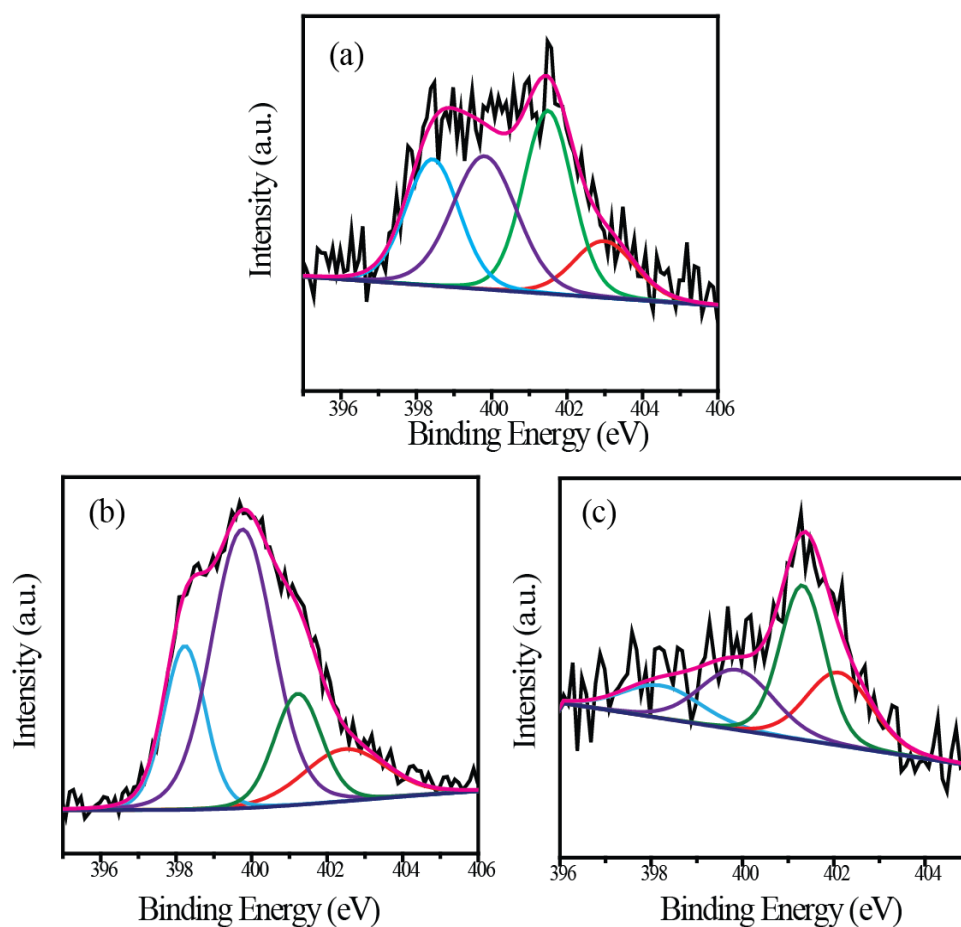 (a)
Intensity (a.u.)
396 398 400 402 404 406
Binding Energy (eV)
(b)
Intensity (a.u.)
396 398 400 402 404 406
Binding Energy (eV)
(c)
Intensity (a.u.)
396 398 400 402 404
Binding Energy (eV)